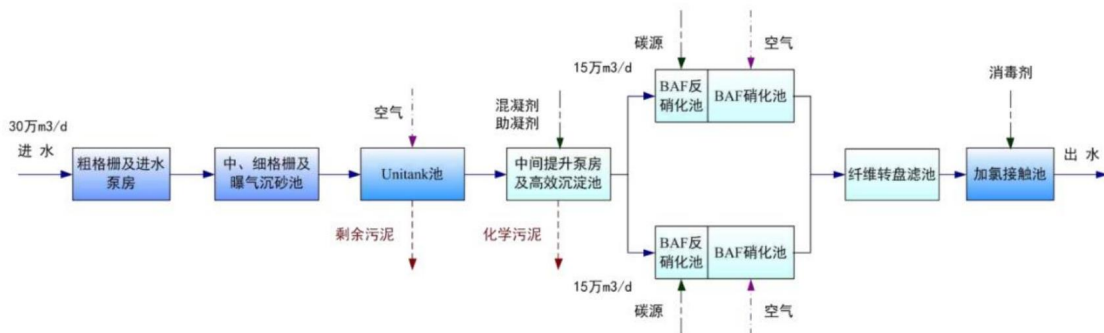 碳源
空气
15万m3/d
BAF反
硝化池
BAF硝化池
消毒剂
混凝剂
助凝剂
空气
30万m3/d
进 水
粗格栅及进水
泵房
中、细格栅及
曝气沉砂池
Unitank池
中间提升泵房
及高效沉淀池
纤维转盘滤池
加氯接触池
出 水
剩余污泥
化学污泥
BAF反
硝化池
BAF硝化池
15万m3/d
碳源
空气